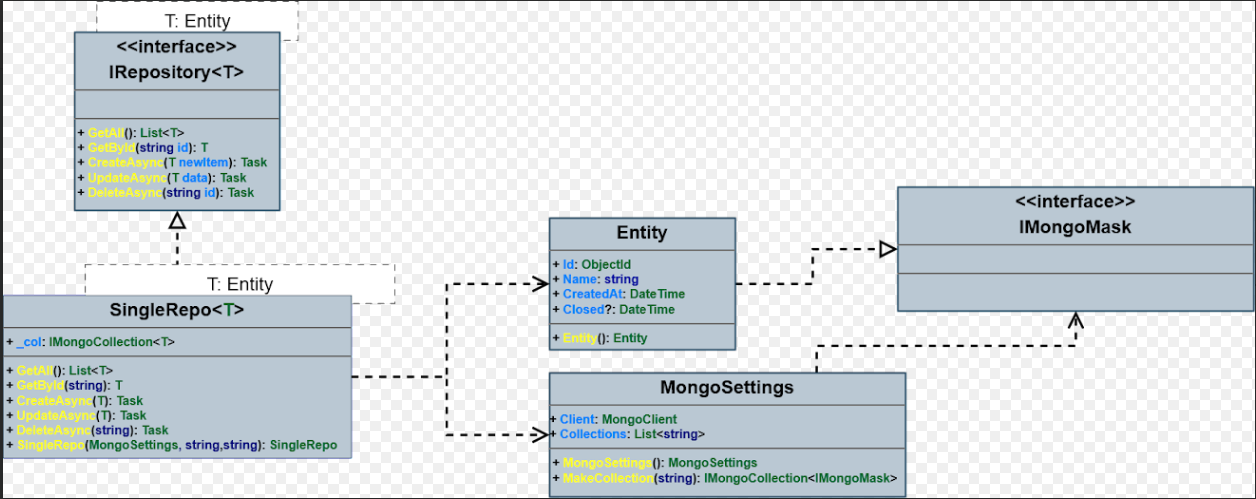 T: Entity
<<interface>>
IRepository<T>
+ GetAll(): List<T>
+ GetById(string id): T
+ CreateAsync(T newItem): Task
+ UpdateAsync(T data): Task
+ DeleteAsync(string id): Task
T: Entity
SingleRepo<T>
+ _col: IMongoCollection<T>
+ GetAll(): List<T>
+ GetById(string): T
+ CreateAsync(T): Task
+ UpdateAsync(T): Task
+ DeleteAsync(string): Task
+ SingleRepo(MongoSettings, string,string): SingleRepo
Entity
+ Id: ObjectId
+ Name: string
+ CreatedAt: DateTime
+ Closed?: DateTime
+ Entity(): Entity
MongoSettings
+ Client: MongoClient
+ Collections: List<string>
+ MongoSettings(): MongoSettings
+ MakeCollection(string): IMongoCollection<IMongoMask>
<<interface>>
IMongoMask